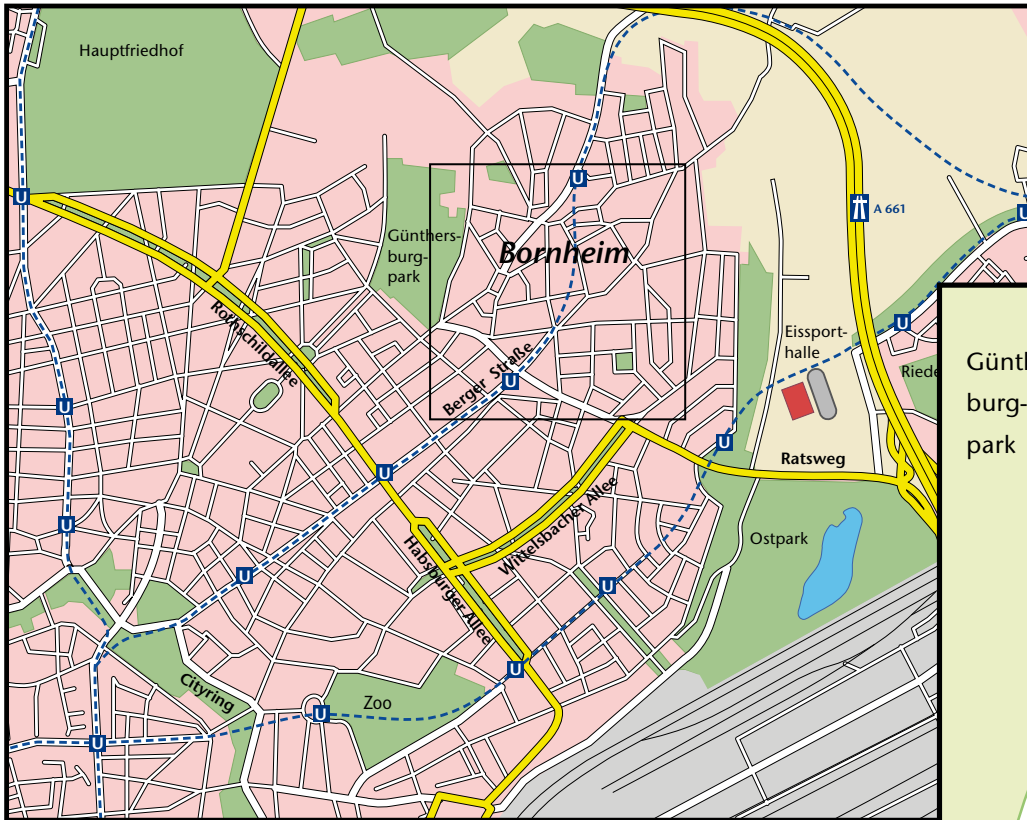 Hauptfriedhof
U
U
A 661
U
Günthers-
burg-
park
Bornheim
Rothschildallee
Eissport-
halle
U
Riede
Günth
burg-
park
Berger Straße
U
U
U
Ratsweg
U
U
Habsburger Allee
Wittelsbacher Allee
Ostpark
U
U
U
Cityring
Zoo
U
U